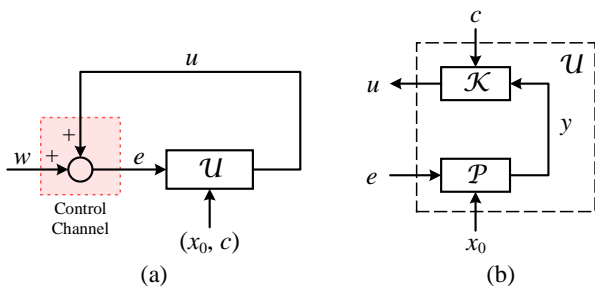 u
+
w
+
e
𝒰
Control
Channel
(x₀, c)
(a)
c
𝒰
u
𝒦
y
e
𝒫
x₀
(b)